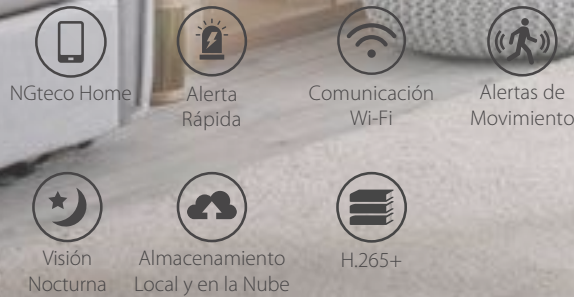 NGteco Home
Alerta
Rápida
Comunicación
Wi-Fi
Alertas de
Movimiento
Visión
Nocturna
Almacenamiento
Local y en la Nube
H.265+